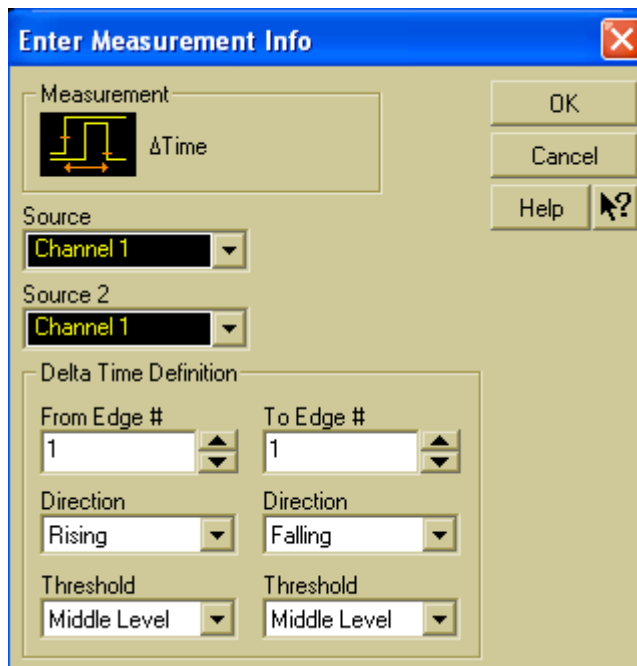 Enter Measurement Info
Measurement
ΔTime
OK
Cancel
Help
?
Source
Channel 1
Source 2
Channel 1
Delta Time Definition
From Edge # To Edge #
1 1
Direction Direction
Rising Falling
Threshold Threshold
Middle Level Middle Level